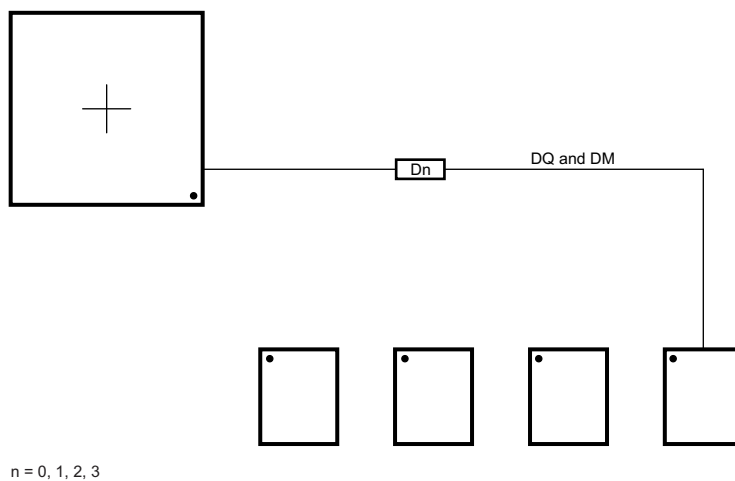 DQ and DM
Dn
n = 0, 1, 2, 3